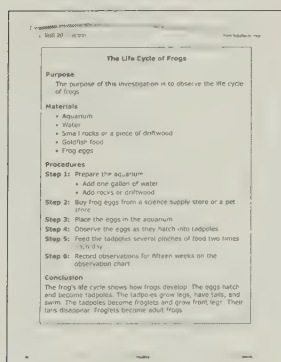 Skill 20
The Life Cycle of Frogs
Purpose
The purpose of this investigation is to observe the life cycle
of frogs
Materials
• Aquarium
• Water
• Small rocks or a piece of driftwood
• Goldfish food
• Frog eggs
Procedures
Step 1: Prepare the aquarium
• Add one gallon of water
• Add rocks or driftwood
Step 2: Buy frog eggs from a science supply store or a pet
store
Step 3: Place the eggs in the aquarium
Step 4: Observe the eggs as they hatch into tadpoles
Step 5: Feed the tadpoles several pinches of food two times
day
Step 6: Record observations for fifteen weeks on the
observation chart
Conclusion
The frog's life cycle shows how frogs develop. The eggs hatch
and become tadpoles. The tadpoles grow legs, have tails, and
swim. The tadpoles become froglets and grow front legs. Their
tails disappear. Froglets become adult frogs